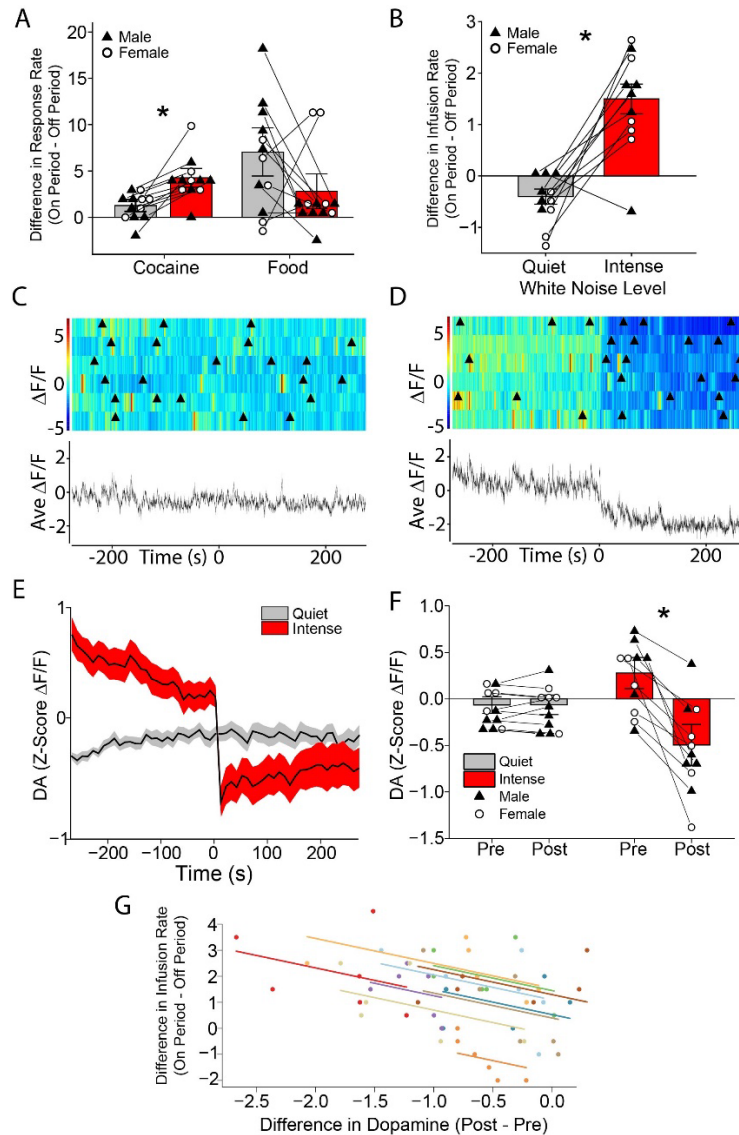 A
Difference in Response Rate
(On Period - Off Period)
20
15
10
5
0
Male
Female
*
Cocaine
Food
B
Difference in Infusion Rate
(On Period - Off Period)
3
2
1
0
−1
Male
Female
*
Quiet
Intense
White Noise Level
C
ΔF/F
5
0
-5
Ave ΔF/F
2
0
-2
-200
Time (s)
0
200
D
ΔF/F
5
0
-5
Ave ΔF/F
2
0
-2
-200
Time (s)
0
200
E
DA (Z-Score ΔF/F)
1
0
−1
Quiet
Intense
−200
−100
0
100
200
Time (s)
F
DA (Z-Score ΔF/F)
1.0
0.5
0.0
−0.5
−1.0
−1.5
*
Quiet
Intense
Male
Female
Pre
Post
Pre
Post
G
Difference in Infusion Rate
(On Period - Off Period)
4
3
2
1
0
−1
−2
−2.5
−2.0
−1.5
−1.0
−0.5
0.0
Difference in Dopamine (Post - Pre)